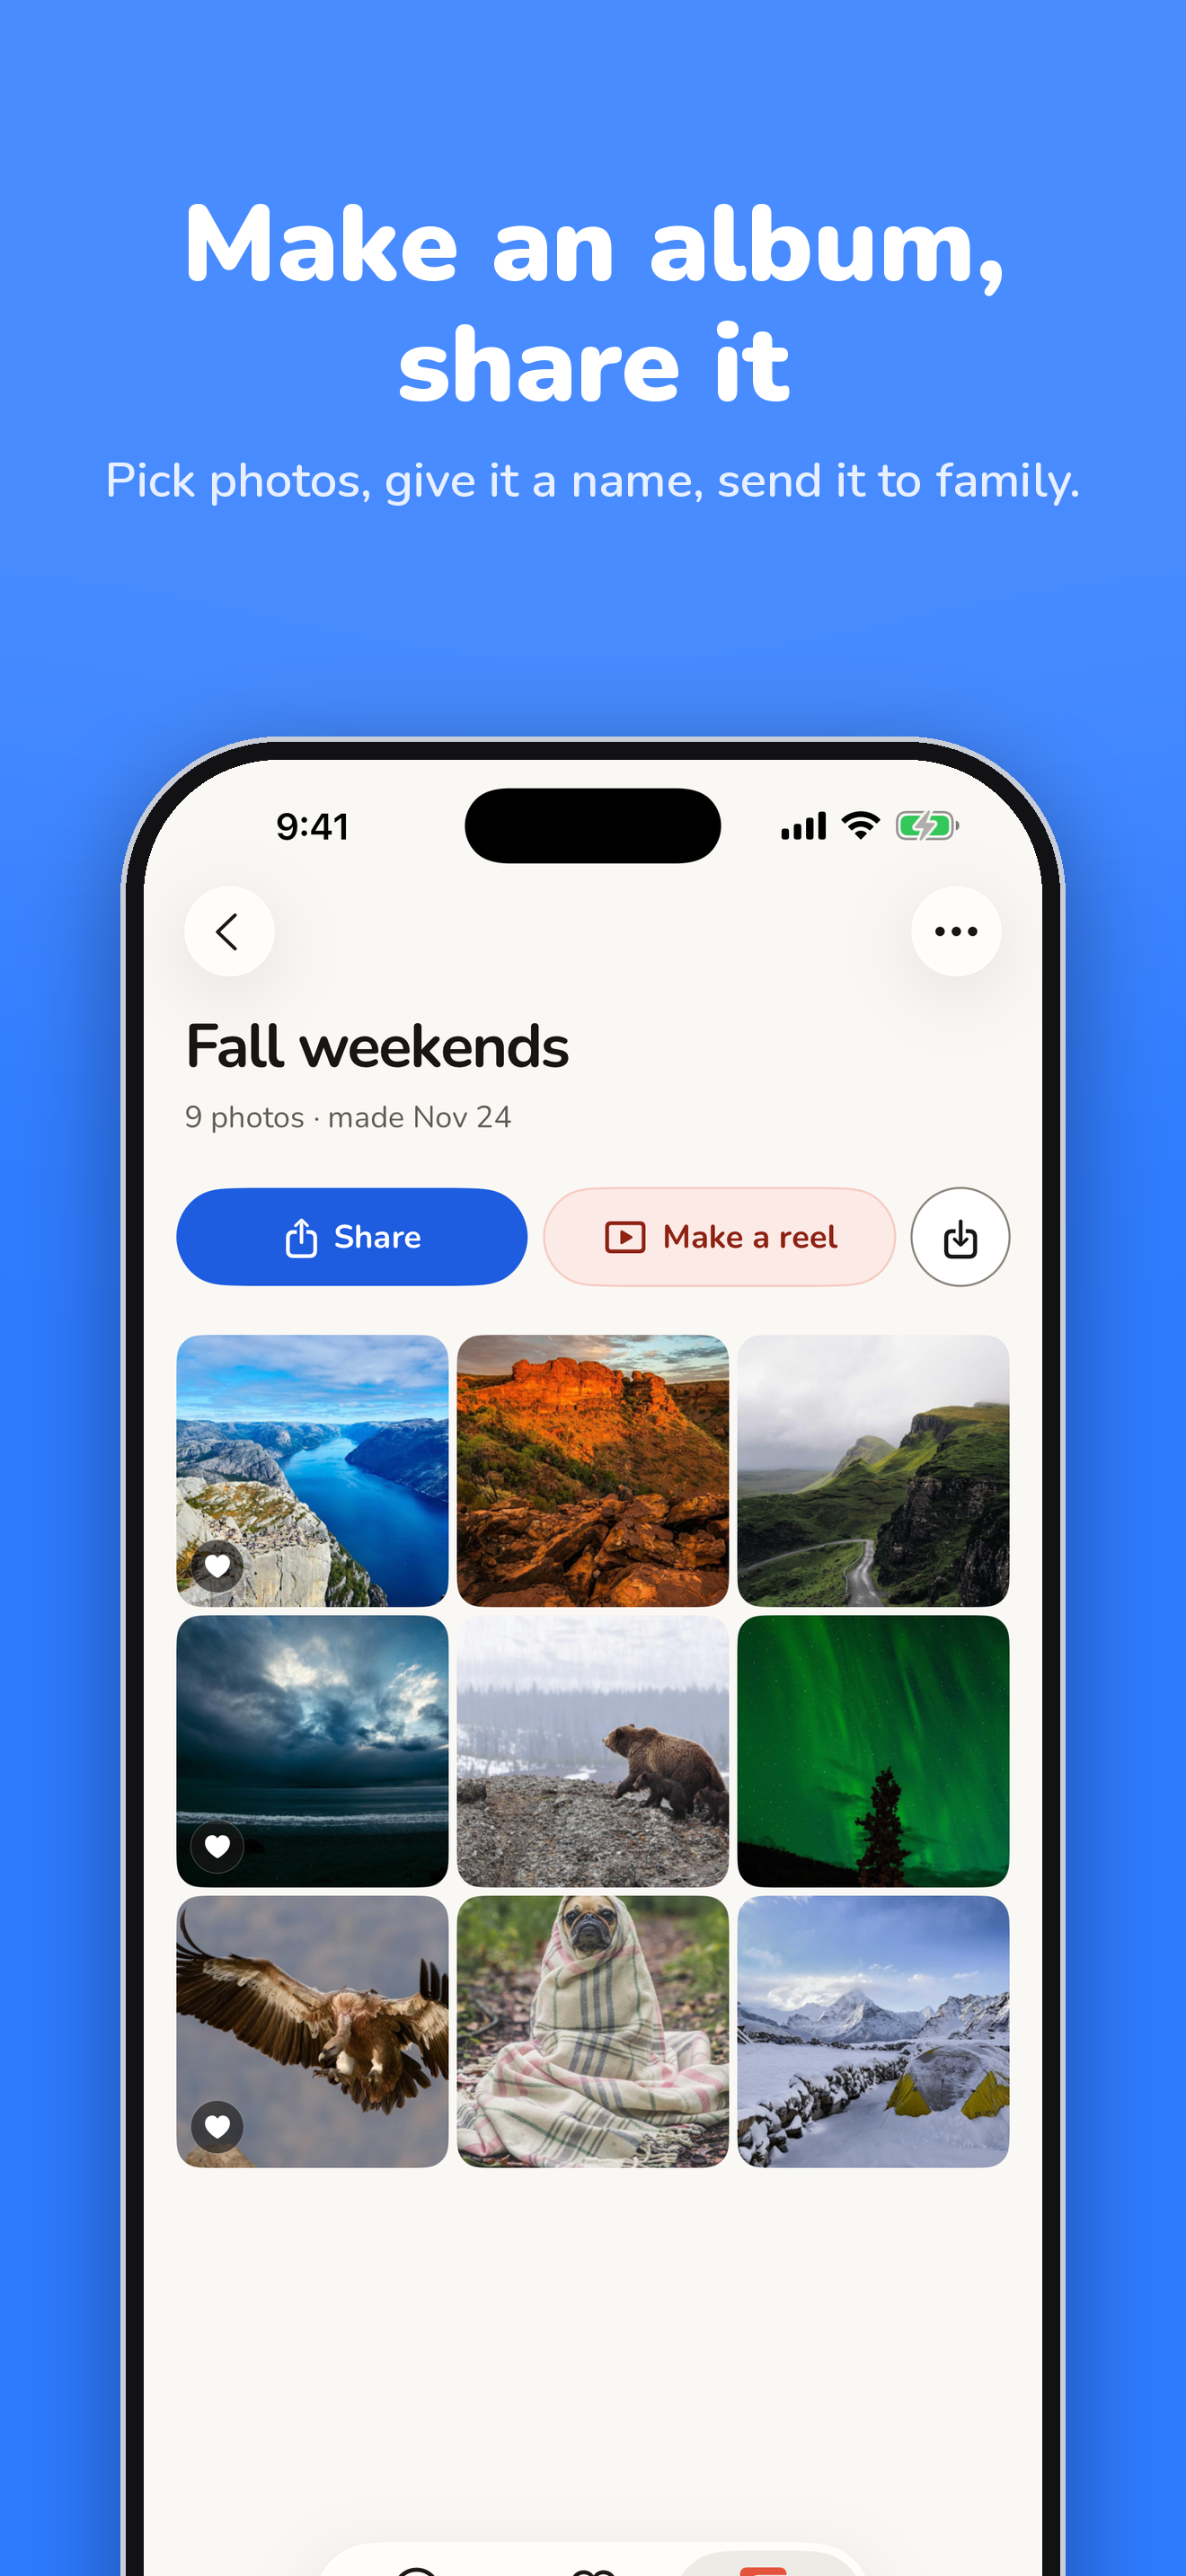 Make an album,
share it
Pick photos, give it a name, send it to family.
9:41
Fall weekends
9 photos · made Nov 24
Share
Make a reel